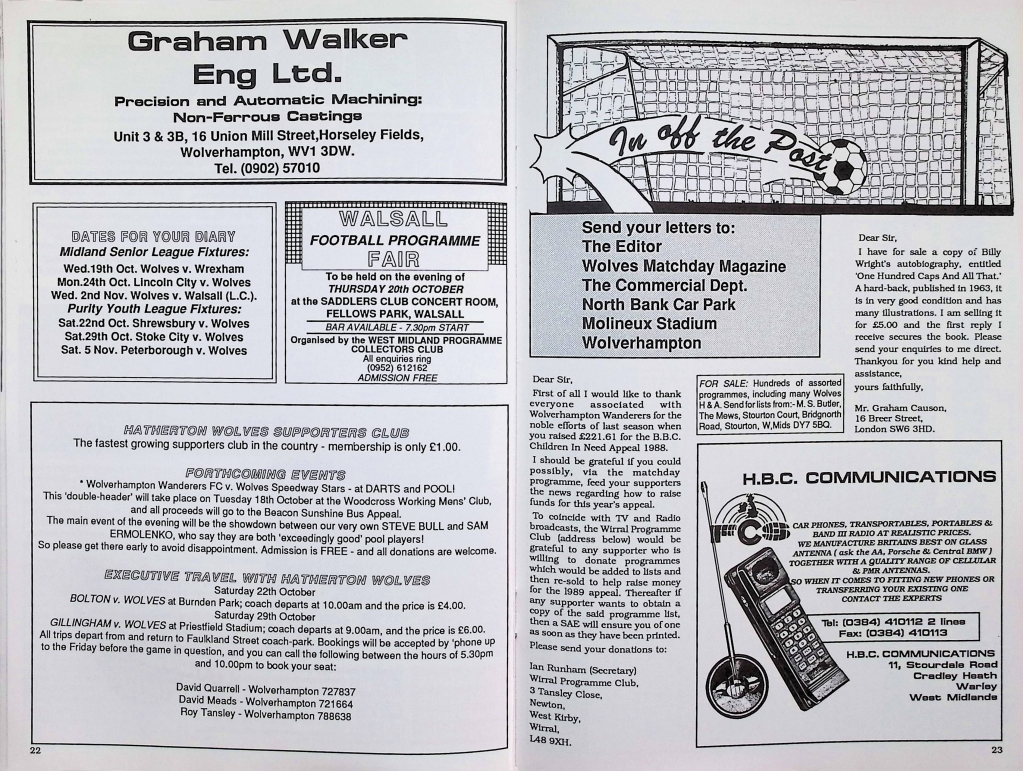 Graham Walker
Eng Ltd.
Precision and Automatic Machining:
Non-Ferrous Castings
Unit 3 & 3B, 16 Union Mill Street,Horseley Fields,
Wolverhampton, WV1 3DW.
Tel. (0902) 57010
DATES FOR YOUR DIARY
Midland Senior League Fixtures:
Wed.19th Oct. Wolves v. Wrexham
Mon.24th Oct. Lincoln City v. Wolves
Wed. 2nd Nov. Wolves v. Walsall (L.C.).
Purity Youth League Fixtures:
Sat.22nd Oct. Shrewsbury v. Wolves
Sat.29th Oct. Stoke City v. Wolves
Sat. 5 Nov. Peterborough v. Wolves
WALSALL
FOOTBALL PROGRAMME
FAIR
To be held on the evening of
THURSDAY 20th OCTOBER
at the SADDLERS CLUB CONCERT ROOM,
FELLOWS PARK, WALSALL
BAR AVAILABLE - 7.30pm START
Organised by the WEST MIDLAND PROGRAMME
COLLECTORS CLUB
All enquiries ring
(0952) 612162
ADMISSION FREE
HATHERTON WOLVES SUPPORTERS CLUB
The fastest growing supporters club in the country - membership is only £1.00.
FORTHCOMING EVENTS
* Wolverhampton Wanderers FC v. Wolves Speedway Stars - at DARTS and POOL!
This 'double-header' will take place on Tuesday 18th October at the Woodcross Working Mens' Club,
and all proceeds will go to the Beacon Sunshine Bus Appeal.
The main event of the evening will be the showdown between our very own STEVE BULL and SAM
ERMOLENKO, who say they are both 'exceedingly good' pool players!
So please get there early to avoid disappointment. Admission is FREE - and all donations are welcome.
EXECUTIVE TRAVEL WITH HATHERTON WOLVES
Saturday 22nd October
BOLTON v. WOLVES at Burnden Park; coach departs at 10.00am and the price is £4.00.
Saturday 29th October
GILLINGHAM v. WOLVES at Priestfield Stadium; coach departs at 9.00am, and the price is £6.00.
All trips depart from and return to Faulkland Street coach-park. Bookings will be accepted by 'phone up
to the Friday before the game in question, and you can call the following between the hours of 5.30pm
and 10.00pm to book your seat:
David Quarrell - Wolverhampton 727837
David Meads - Wolverhampton 721664
Roy Tansley - Wolverhampton 788638
22
In off the Post
Send your letters to:
The Editor
Wolves Matchday Magazine
The Commercial Dept.
North Bank Car Park
Molineux Stadium
Wolverhampton
Dear Sir,
First of all I would like to thank
everyone associated with
Wolverhampton Wanderers for the
noble efforts of last season when
you raised £221.61 for the B.B.C.
Children In Need Appeal 1988.
I should be grateful if you could
possibly, via the matchday
programme, feed your supporters
the news regarding how to raise
funds for this year's appeal.
To coincide with TV and Radio
broadcasts, the Wirral Programme
Club (address below) would be
grateful to any supporter who is
willing to donate programmes
which would be added to lists and
then re-sold to help raise money
for the 1989 appeal. Thereafter if
any supporter wants to obtain a
copy of the said programme list,
then a SAE will ensure you of one
as soon as they have been printed.
Please send your donations to:
Ian Runham (Secretary)
Wirral Programme Club,
3 Tansley Close,
Newton,
West Kirby,
Wirral,
L48 9XH.
FOR SALE: Hundreds of assorted
programmes, including many Wolves
H & A. Send for lists from:- M. S. Butler,
The Mews, Stourton Court, Bridgnorth
Road, Stourton, W,Mids DY7 5BQ.
Dear Sir,
I have for sale a copy of Billy
Wright's autobiography, entitled
'One Hundred Caps And All That.'
A hard-back, published in 1963, it
is in very good condition and has
many illustrations. I am selling it
for £5.00 and the first reply I
receive secures the book. Please
send your enquiries to me direct.
Thankyou for you kind help and
assistance,
yours faithfully,
Mr. Graham Causon,
16 Breer Street,
London SW6 3HD.
H.B.C. COMMUNICATIONS
CAR PHONES, TRANSPORTABLES, PORTABLES &
BAND III RADIO AT REALISTIC PRICES.
WE MANUFACTURE BRITAINS BEST ON GLASS
ANTENNA ( ask the AA, Porsche & Central BMW )
TOGETHER WITH A QUALITY RANGE OF CELLULAR
& PMR ANTENNAS.
SO WHEN IT COMES TO FITTING NEW PHONES OR
TRANSFERRING YOUR EXISTING ONE
CONTACT THE EXPERTS
Tel: (0384) 410112 2 lines
Fax: (0384) 410113
H.B.C. COMMUNICATIONS
11, Stourdale Road
Cradley Heath
Warley
West Midlands
23